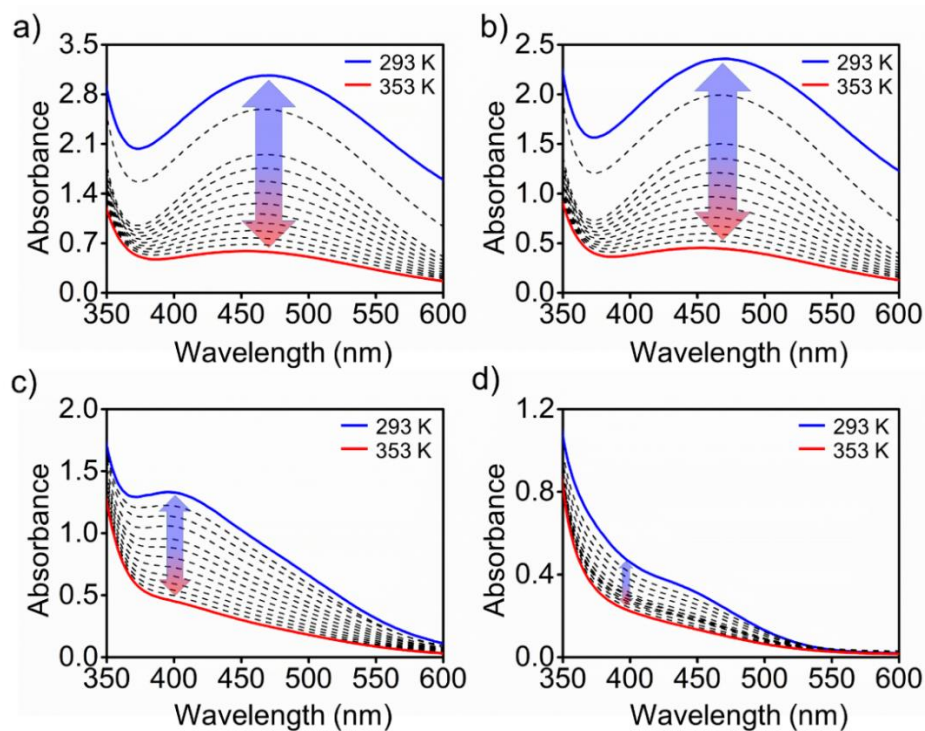 a)
3.5
2.8
2.1
1.4
0.7
0.0
Absorbance
293 K
353 K
350 400 450 500 550 600
Wavelength (nm)
b)
2.5
2.0
1.5
1.0
0.5
0.0
Absorbance
293 K
353 K
350 400 450 500 550 600
Wavelength (nm)
c)
2.0
1.5
1.0
0.5
0.0
Absorbance
293 K
353 K
350 400 450 500 550 600
Wavelength (nm)
d)
1.2
0.8
0.4
0.0
Absorbance
293 K
353 K
350 400 450 500 550 600
Wavelength (nm)